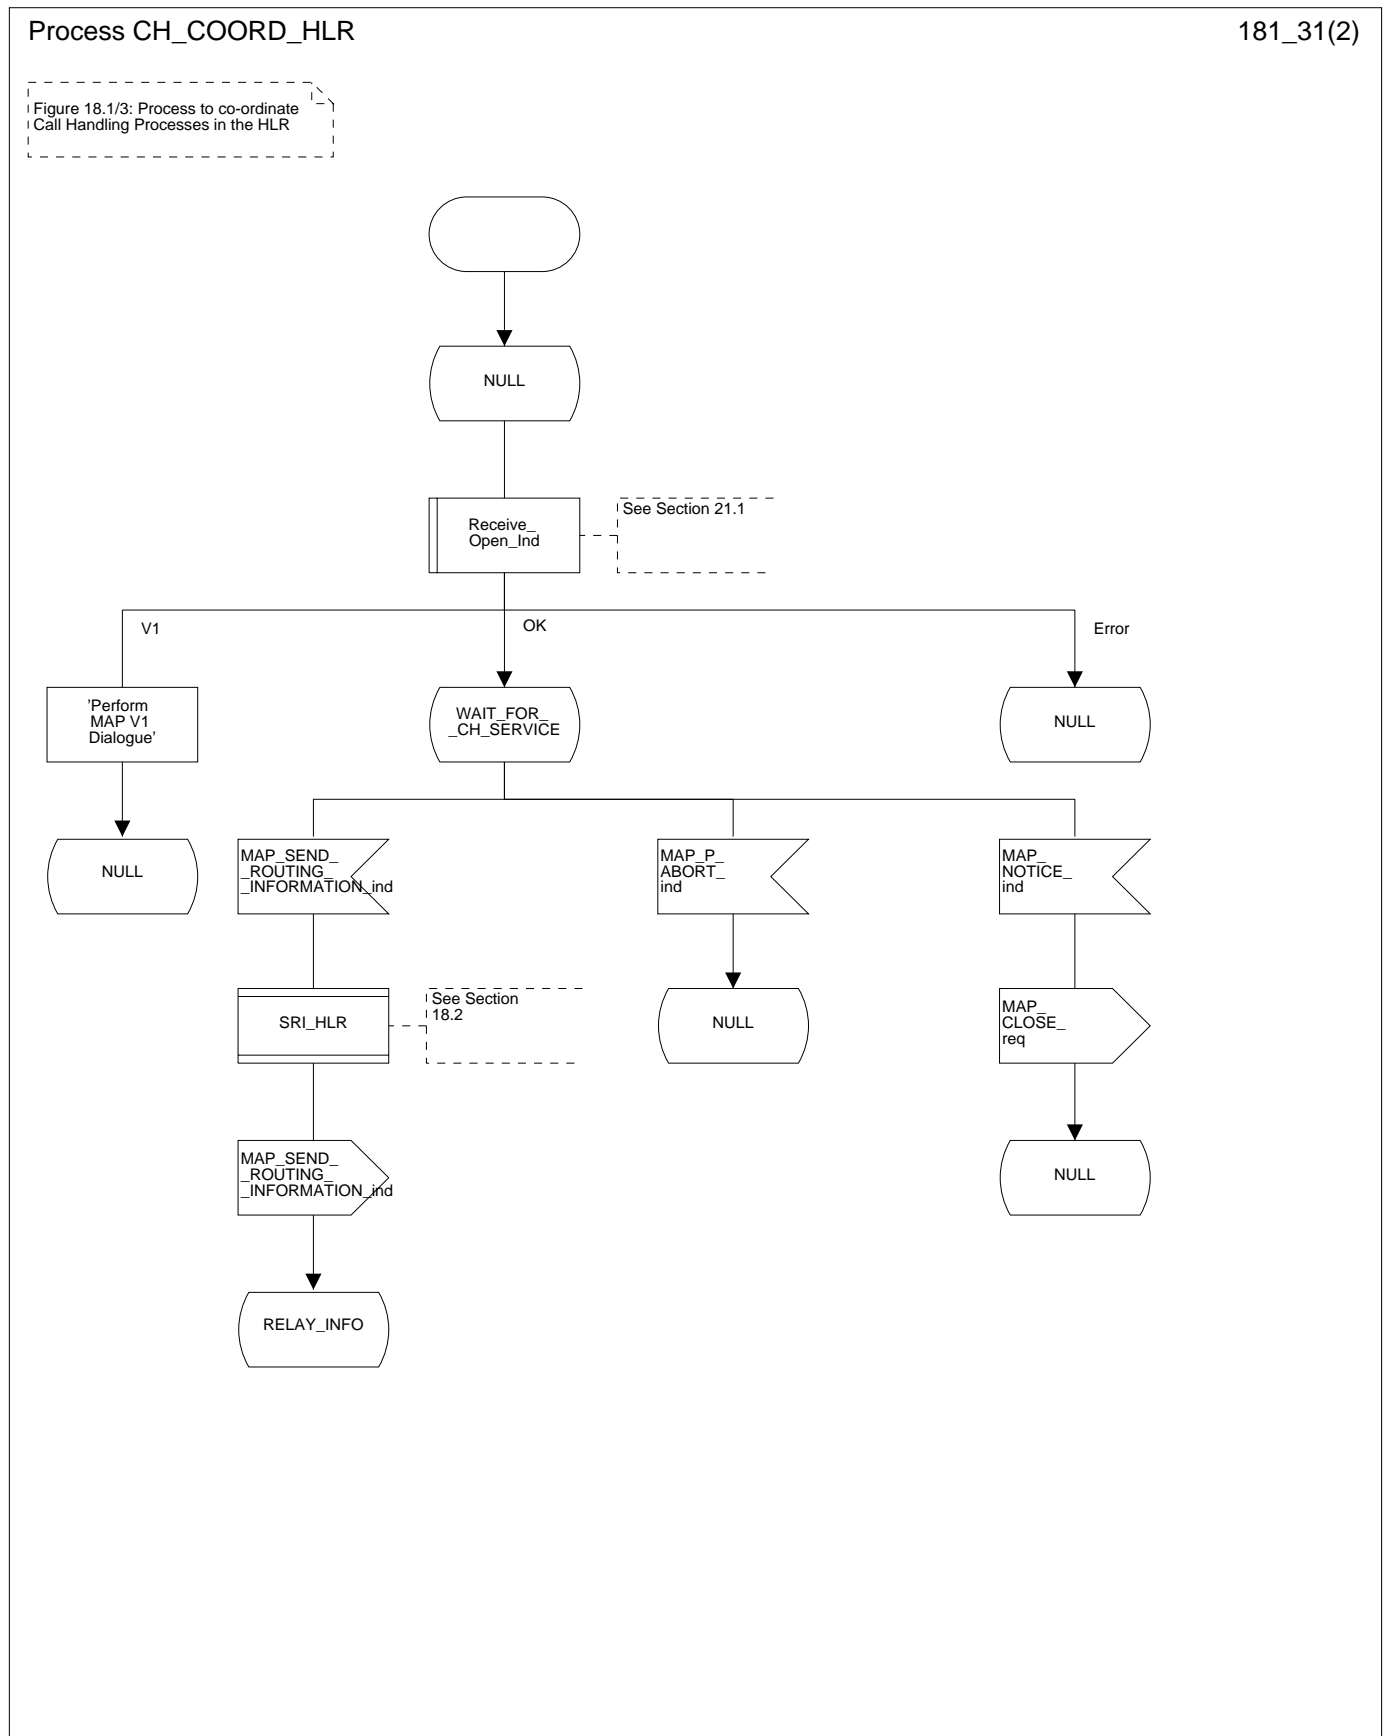 Process CH_COORD_HLR
181_31(2)
Figure 18.1/3: Process to co-ordinate
Call Handling Processes in the HLR
NULL
Receive_
Open_Ind
See Section 21.1
V1
OK
Error
'Perform
MAP V1
Dialogue'
WAIT_FOR_
_CH_SERVICE
NULL
NULL
MAP_SEND_
_ROUTING_
_INFORMATION_ind
MAP_P_
ABORT_
ind
MAP_
NOTICE_
ind
SRI_HLR
See Section
18.2
NULL
MAP_
CLOSE_
req
MAP_SEND_
_ROUTING_
_INFORMATION_ind
NULL
RELAY_INFO